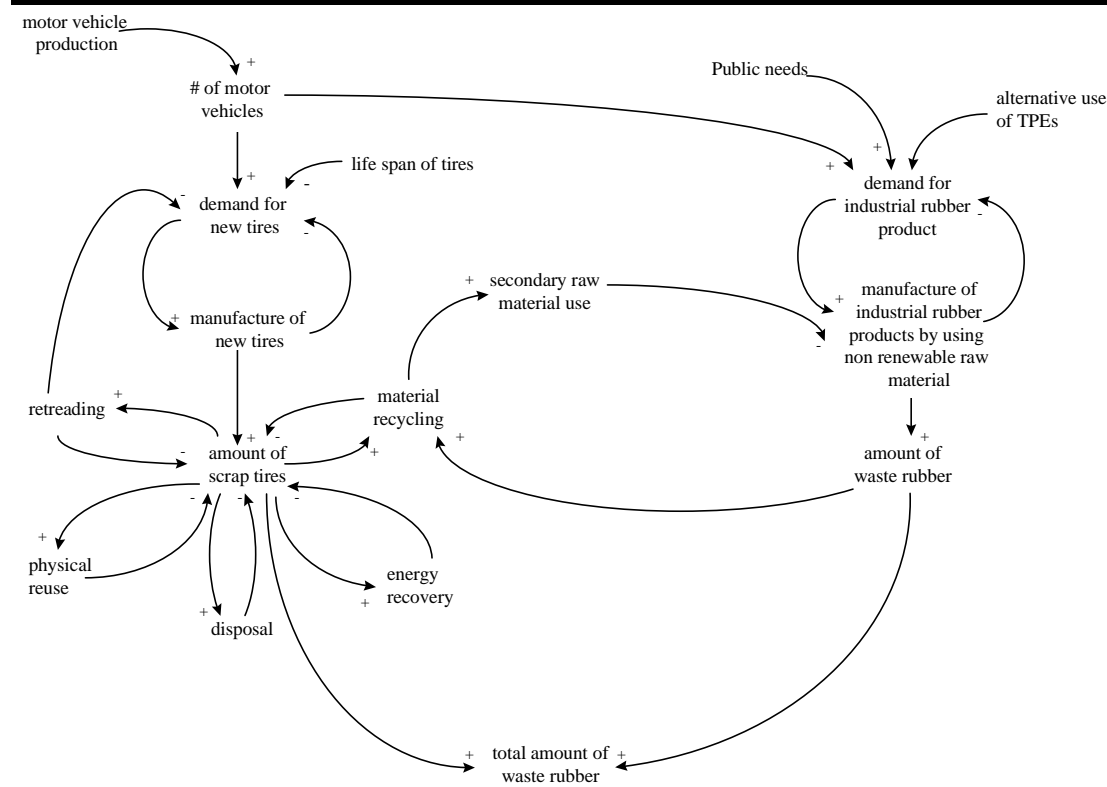 motor vehicle
production
+
# of motor
vehicles
Public needs
alternative use
of TPEs
+
+
+
life span of tires
-
-
demand for
new tires
-
demand for
industrial rubber
product
-
+
secondary raw
material use
+
manufacture of
industrial rubber
products by using
non renewable raw
material
-
+
manufacture of
new tires
+
retreading
material
recycling
-
+
+
+
+
-
amount of
scrap tires
amount of
waste rubber
-
-
-
+
physical
reuse
energy
recovery
+
+
disposal
+
total amount of
waste rubber
+